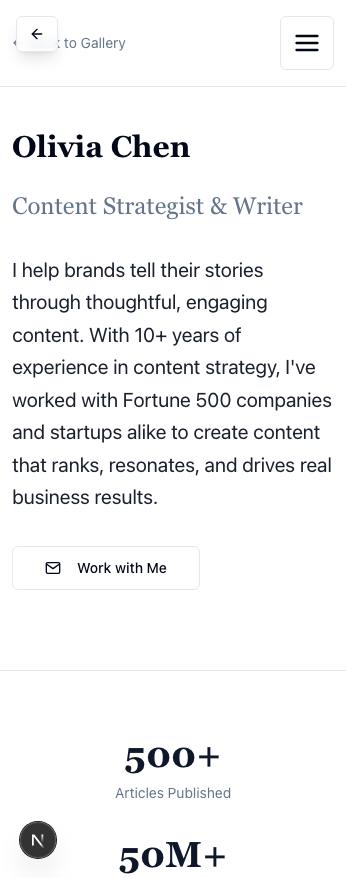 to Gallery
Olivia Chen
Content Strategist & Writer
I help brands tell their stories
through thoughtful, engaging
content. With 10+ years of
experience in content strategy, I've
worked with Fortune 500 companies
and startups alike to create content
that ranks, resonates, and drives real
business results.
Work with Me
500+
Articles Published
50M+
N